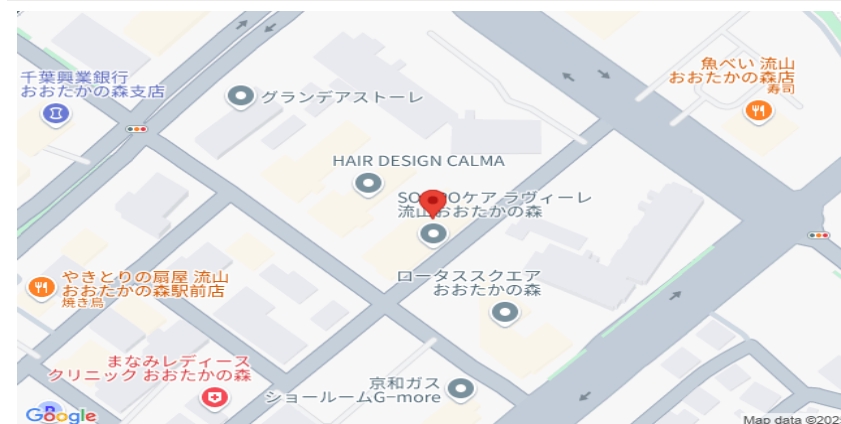 千葉興業銀行
おおたかの森支店
グランデアストーレ
魚べい 流山
おおたかの森店
寿司
HAIR DESIGN CALMA
SOMPOケア ラヴィーレ
流山おおたかの森
やきとりの扇屋 流山
おおたかの森駅前店
焼き鳥
ロータススクエア
おおたかの森
まなみレディース
クリニック おおたかの森
京和ガス
ショールームG-more
Google
Map data ©202